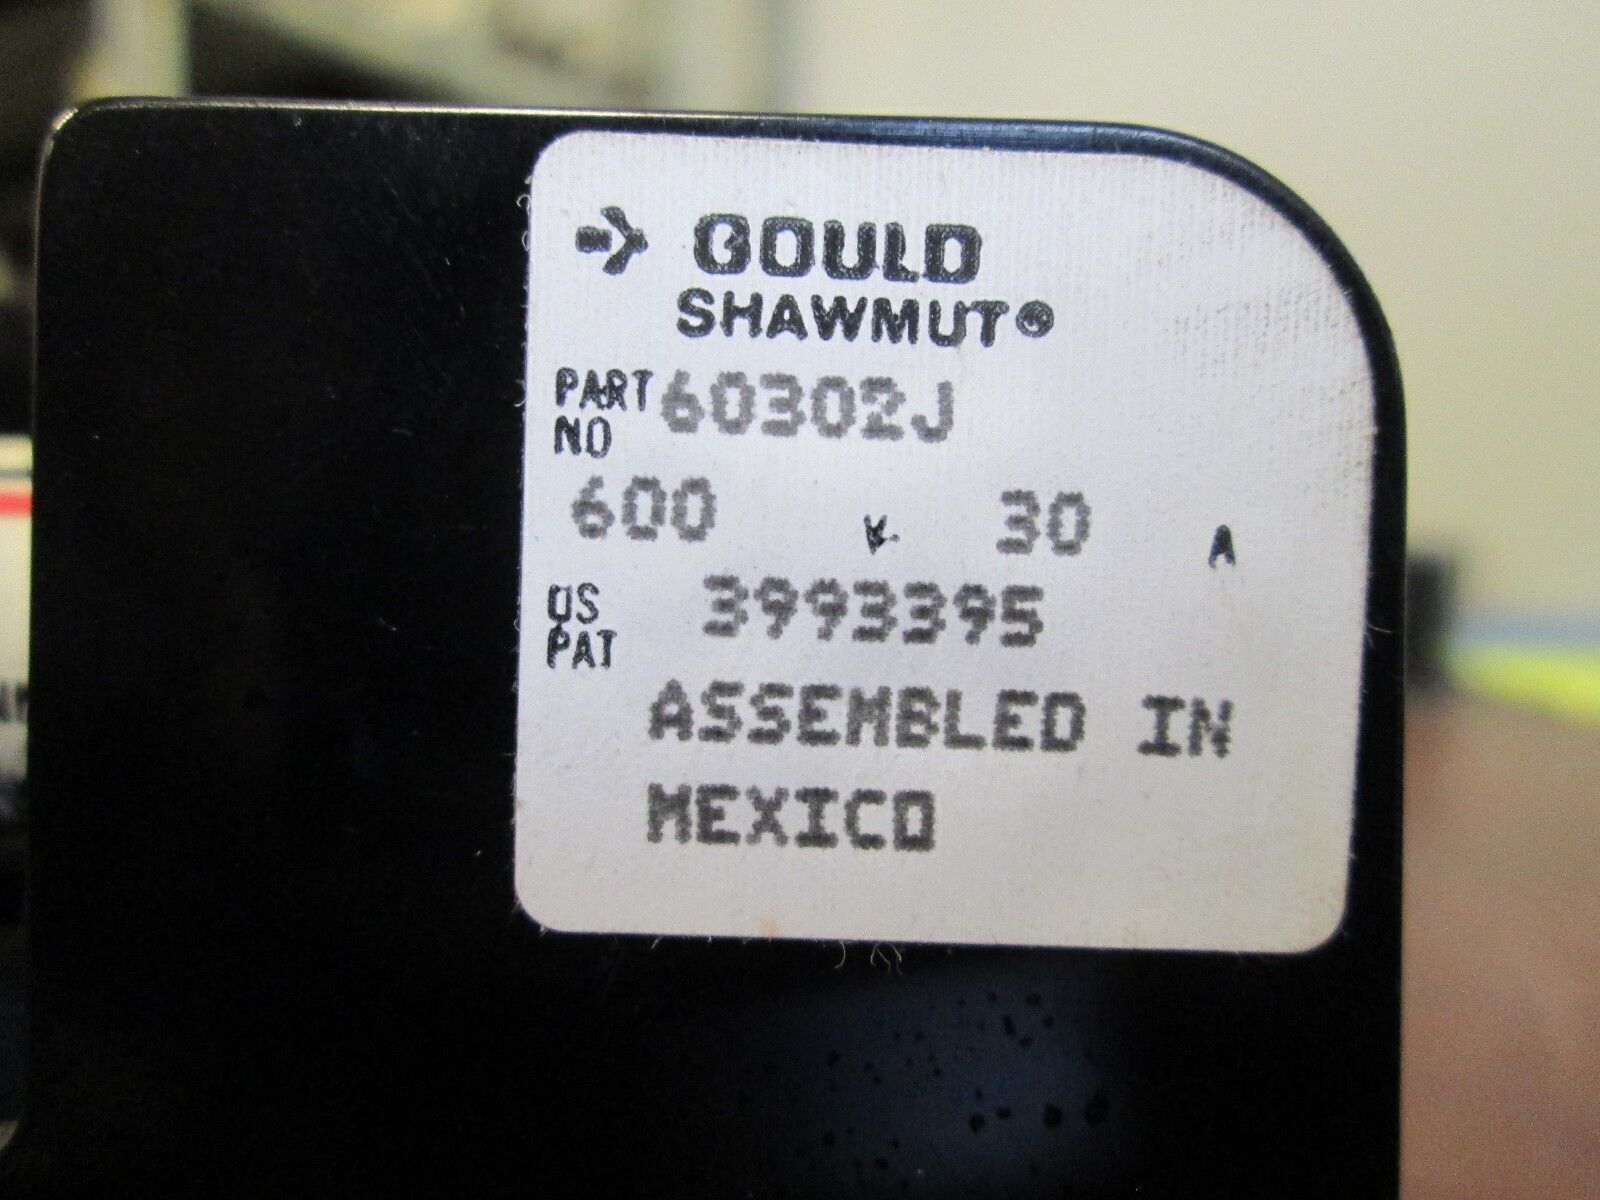 GOULD
SHAWMUT®
PART NO 60302J
600 V 30 A
US PAT 3993395
ASSEMBLED IN
MEXICO